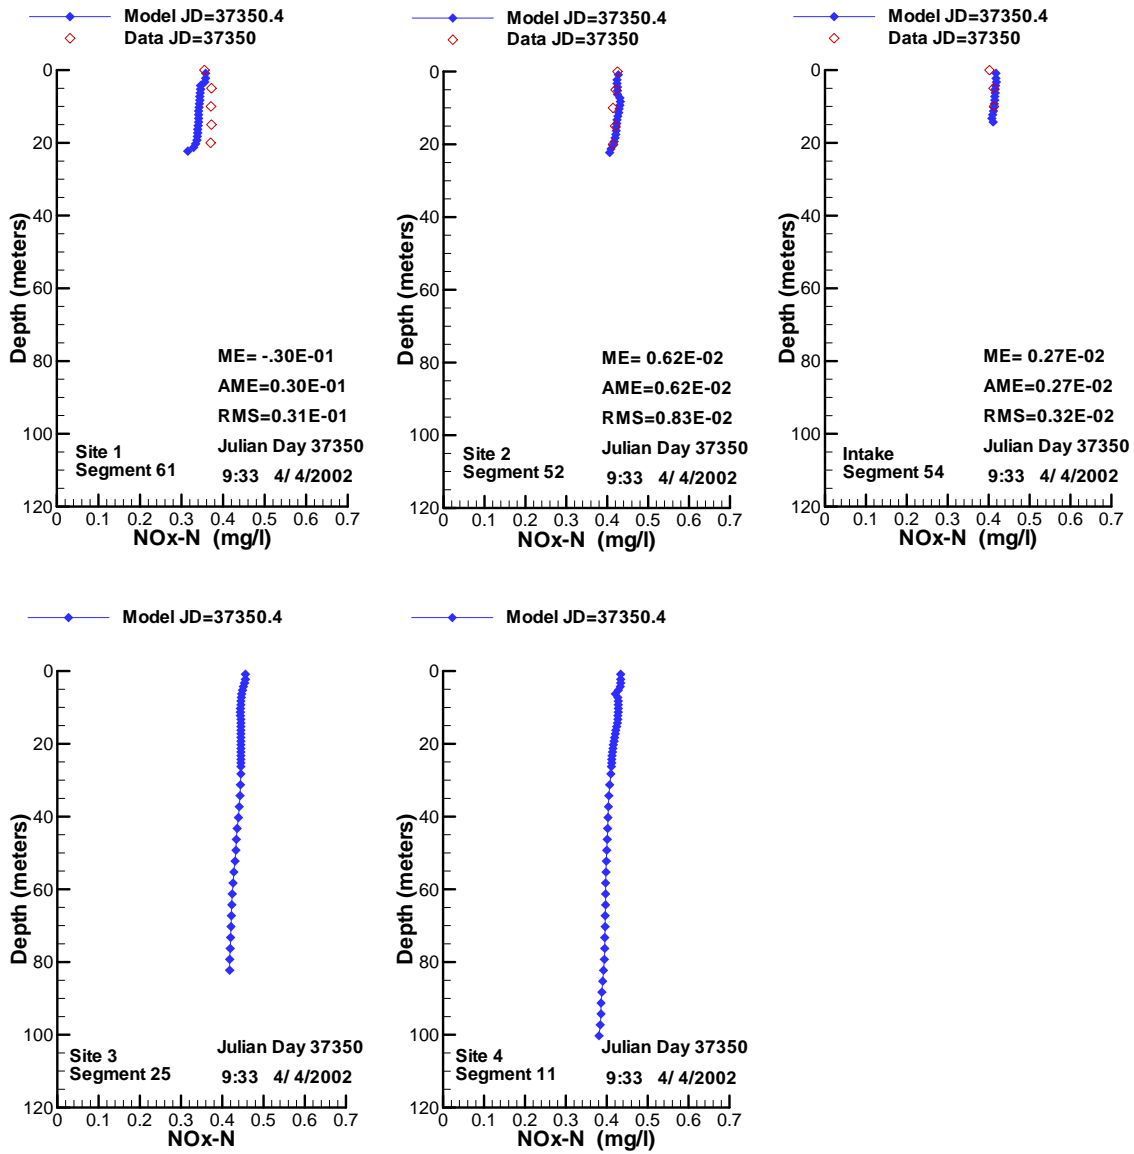 Model JD=37350.4
Data JD=37350
0
20
40
60
80
100
120
Depth (meters)
ME= -.30E-01
AME=0.30E-01
RMS=0.31E-01
Julian Day 37350
9:33 4/ 4/2002
Site 1
Segment 61
0 0.1 0.2 0.3 0.4 0.5 0.6 0.7
NOx-N (mg/l)
Model JD=37350.4
Data JD=37350
0
20
40
60
80
100
120
Depth (meters)
ME= 0.62E-02
AME=0.62E-02
RMS=0.83E-02
Julian Day 37350
9:33 4/ 4/2002
Site 2
Segment 52
0 0.1 0.2 0.3 0.4 0.5 0.6 0.7
NOx-N (mg/l)
Model JD=37350.4
Data JD=37350
0
20
40
60
80
100
120
Depth (meters)
ME= 0.27E-02
AME=0.27E-02
RMS=0.32E-02
Julian Day 37350
9:33 4/ 4/2002
Intake
Segment 54
0 0.1 0.2 0.3 0.4 0.5 0.6 0.7
NOx-N (mg/l)
Model JD=37350.4
0
20
40
60
80
100
120
Depth (meters)
Julian Day 37350
9:33 4/ 4/2002
Site 3
Segment 25
0 0.1 0.2 0.3 0.4 0.5 0.6 0.7
NOx-N
Model JD=37350.4
0
20
40
60
80
100
120
Depth (meters)
Julian Day 37350
9:33 4/ 4/2002
Site 4
Segment 11
0 0.1 0.2 0.3 0.4 0.5 0.6 0.7
NOx-N (mg/l)